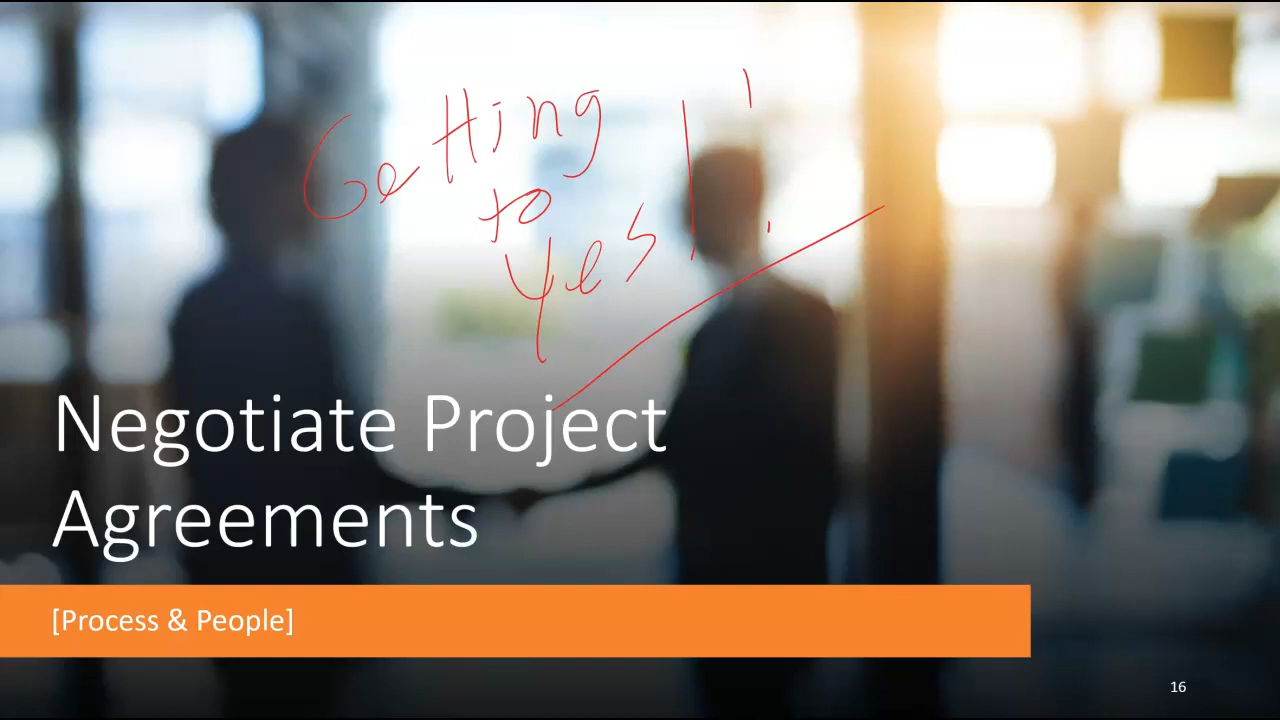 Getting
to
Yes!!
Negotiate Project
Agreements
[Process & People]
16